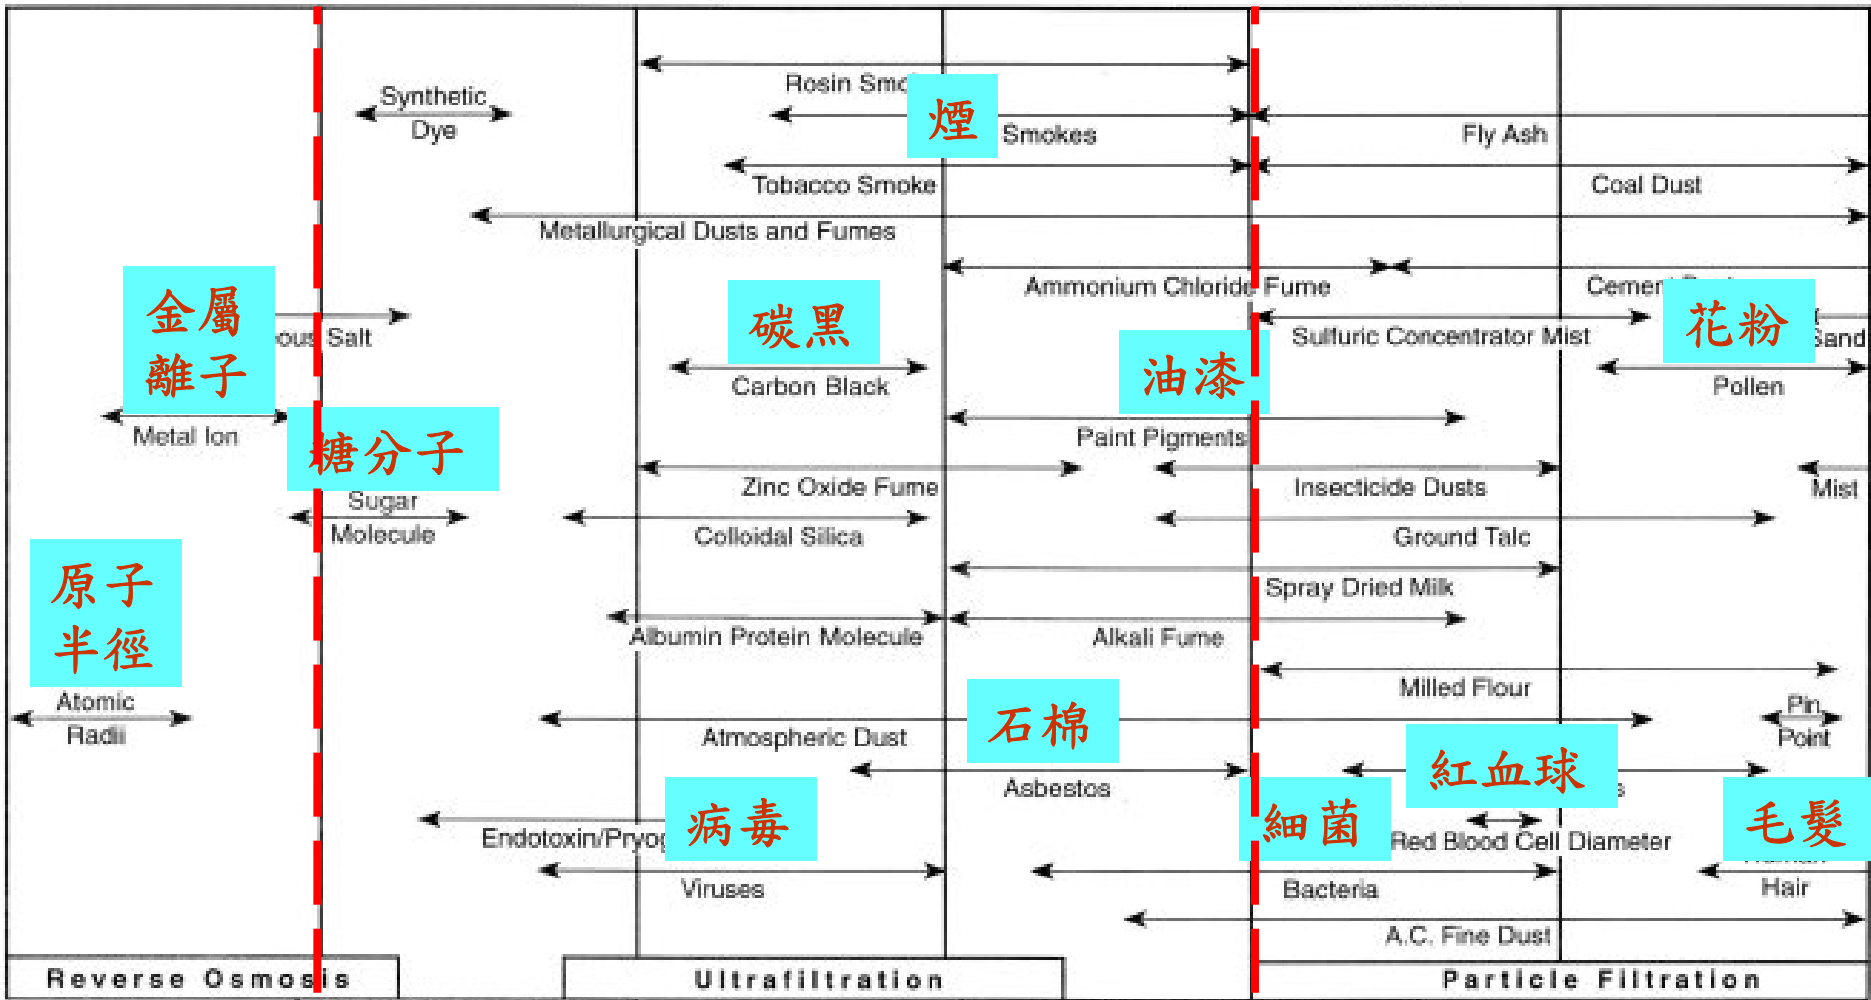 Rosin Smo
Synthetic
Dye
煙
Smokes
Fly Ash
Tobacco Smoke
Coal Dust
Metallurgical Dusts and Fumes
Ammonium Chloride Fume
金屬
離子
ous Salt
碳黑
Carbon Black
油漆
Sulfuric Concentrator Mist
花粉
Sand
Pollen
Metal Ion
糖分子
Sugar
Molecule
Paint Pigments
Zinc Oxide Fume
Insecticide Dusts
Mist
Colloidal Silica
Ground Talc
原子
半徑
Atomic
Radii
Spray Dried Milk
Albumin Protein Molecule
Alkali Fume
Milled Flour
Pin
Point
石棉
Atmospheric Dust
Asbestos
紅血球
病毒
Endotoxin/Pryog
細菌
Red Blood Cell Diameter
毛髮
Viruses
Bacteria
Hair
A.C. Fine Dust
Reverse Osmosis
Ultrafiltration
Particle Filtration